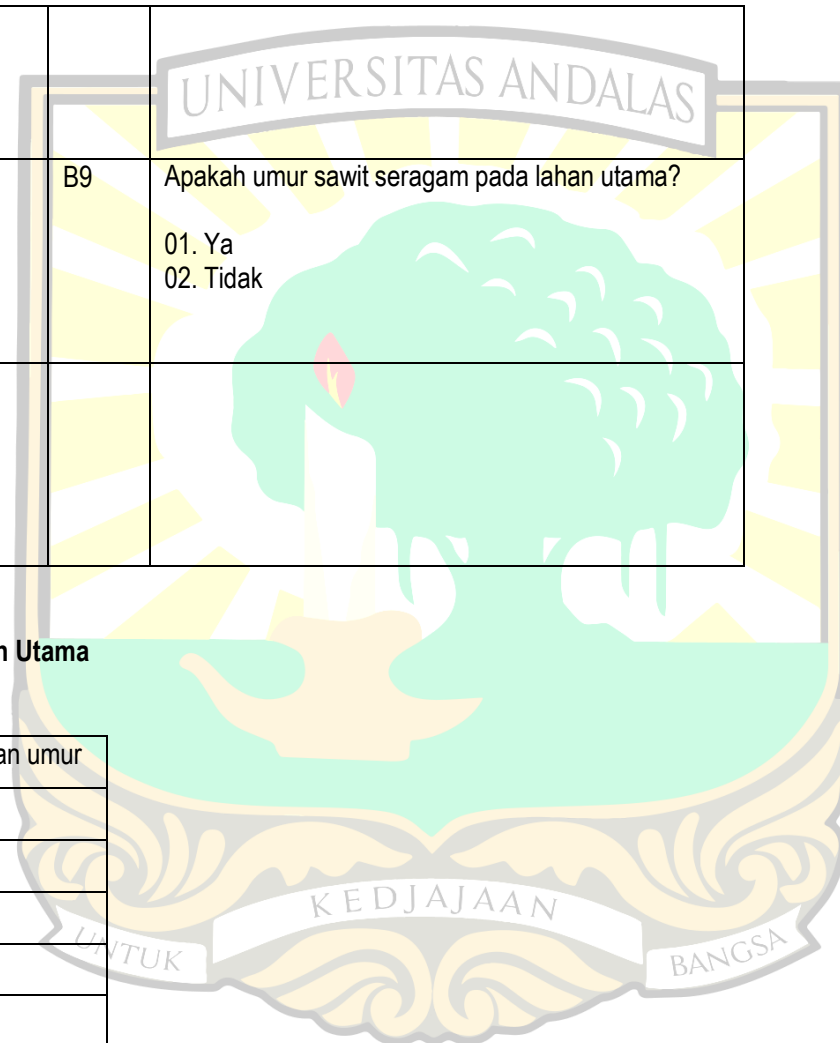 UNIVERSITAS ANDALAS
B9 Apakah umur sawit seragam pada lahan utama?
01. Ya
02. Tidak
Utama
umur
KEDJAJAAN
UNTUK BANGSA